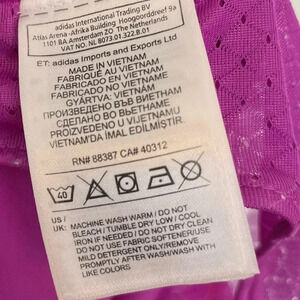 adidas International Trading BV
Atlas Arena -Afrika Building Hoogoorddreef 9a
1101 BA Amsterdam ZO The Netherlands
VAT NO. NL 8073.01.322.B.01
ET: adidas Imports and Exports Ltd
MADE IN VIETNAM
FABRIQUÉ AU VIETNAM
FABRICADO EN VIETNAM
FABRICADO NO VIETNAME
GYÁRTVA: VIETNAM
ПРОИЗВЕДЕНО ВЪВ ВИЕТНАМ
СДЕЛАНО ВО ВЬЕТНАМЕ
PROIZVEDENO U VIJETNAMU
VIETNAM'DA İMAL EDİLMİŞTİR.
RN# 88387 CA# 40312
40
US /
UK:
MACHINE WASH WARM / DO NOT
BLEACH / TUMBLE DRY LOW / COOL
IRON IF NEEDED / DO NOT DRY CLEAN
DO NOT USE FABRIC SOFTENER/USE
MILD DETERGENT ONLY/REMOVE
PROMPTLY AFTER WASH/WASH WITH
LIKE COLORS